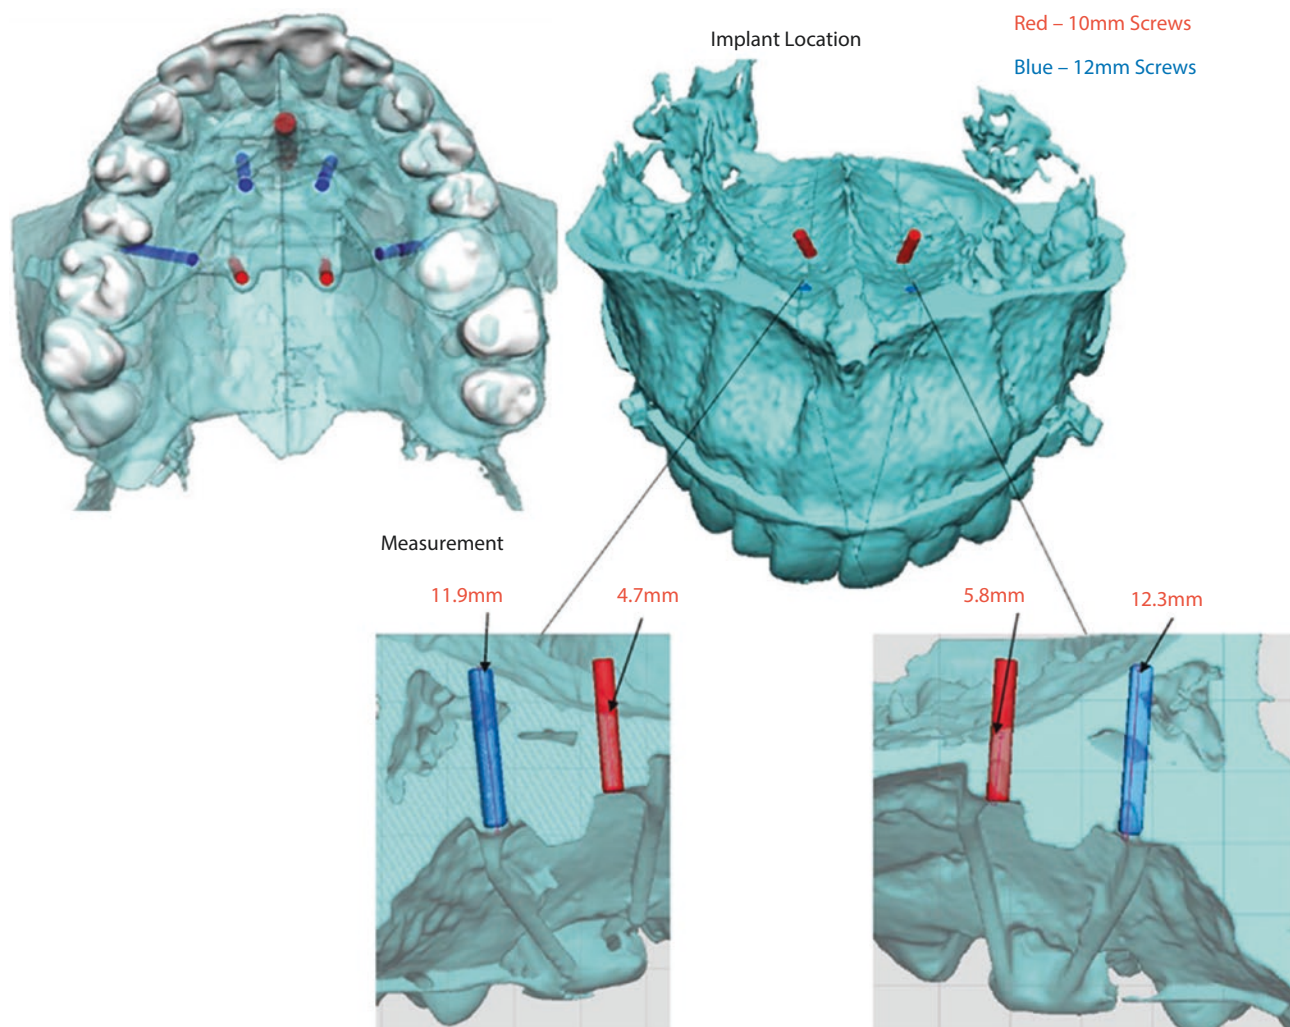 Implant Location
Red – 10mm Screws
Blue – 12mm Screws
Measurement
11.9mm
4.7mm
5.8mm
12.3mm